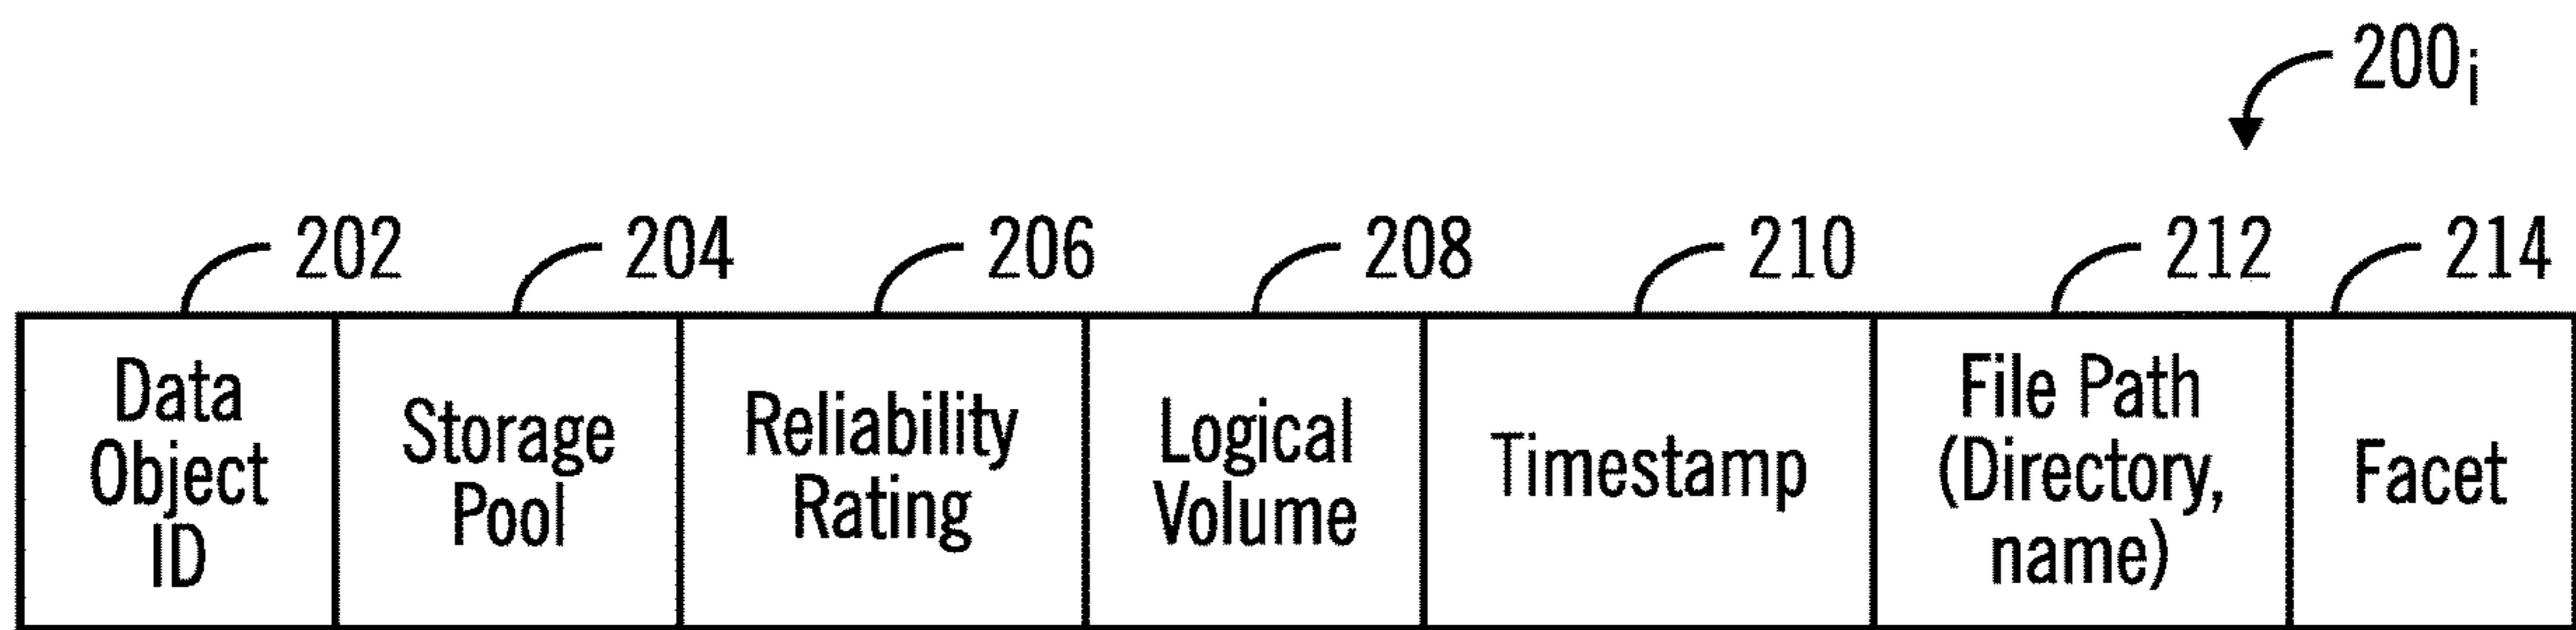 200i
202 204 206 208 210 212 214
Data
Object
ID
Storage
Pool
Reliability
Rating
Logical
Volume
Timestamp
File Path
(Directory,
name)
Facet